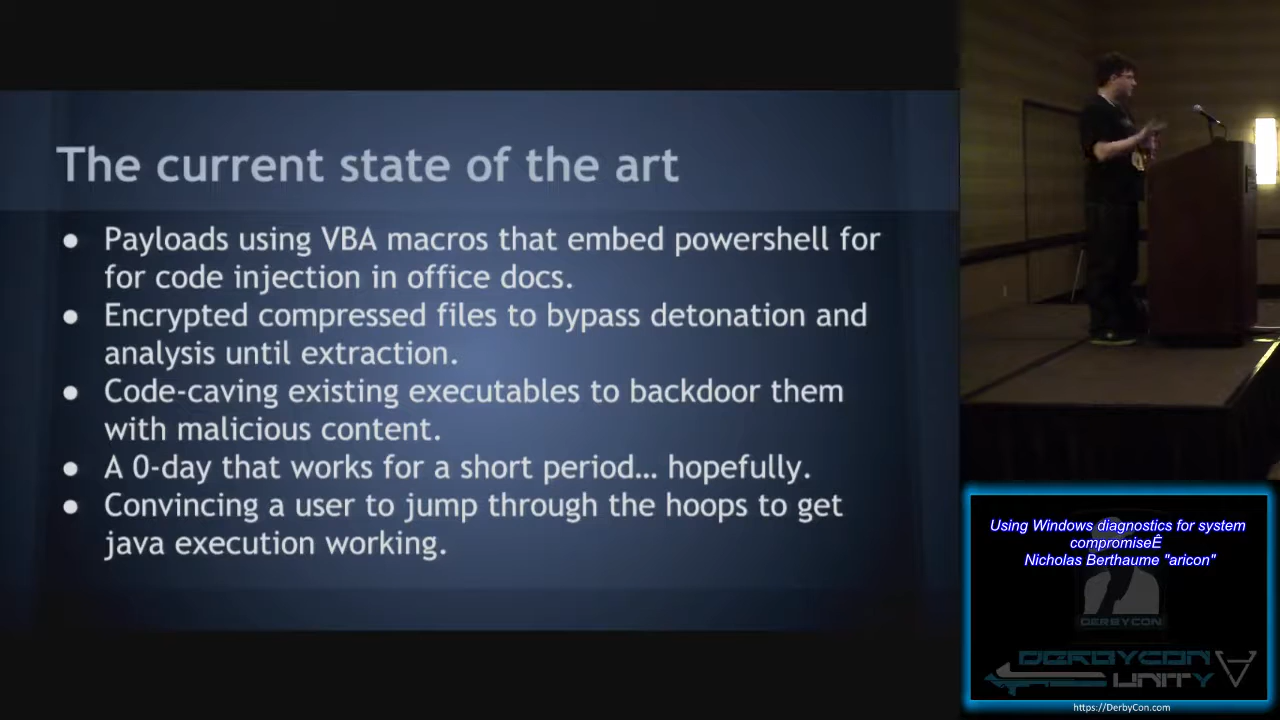 The current state of the art
● Payloads using VBA macros that embed powershell for
for code injection in office docs.
● Encrypted compressed files to bypass detonation and
analysis until extraction.
● Code-caving existing executables to backdoor them
with malicious content.
● A 0-day that works for a short period... hopefully.
● Convincing a user to jump through the hoops to get
java execution working.
Using Windows diagnostics for system
compromiseÊ
Nicholas Berthaume "aricon"
DERBYCON
DERBYCON
UNITY
https://DerbyCon.com